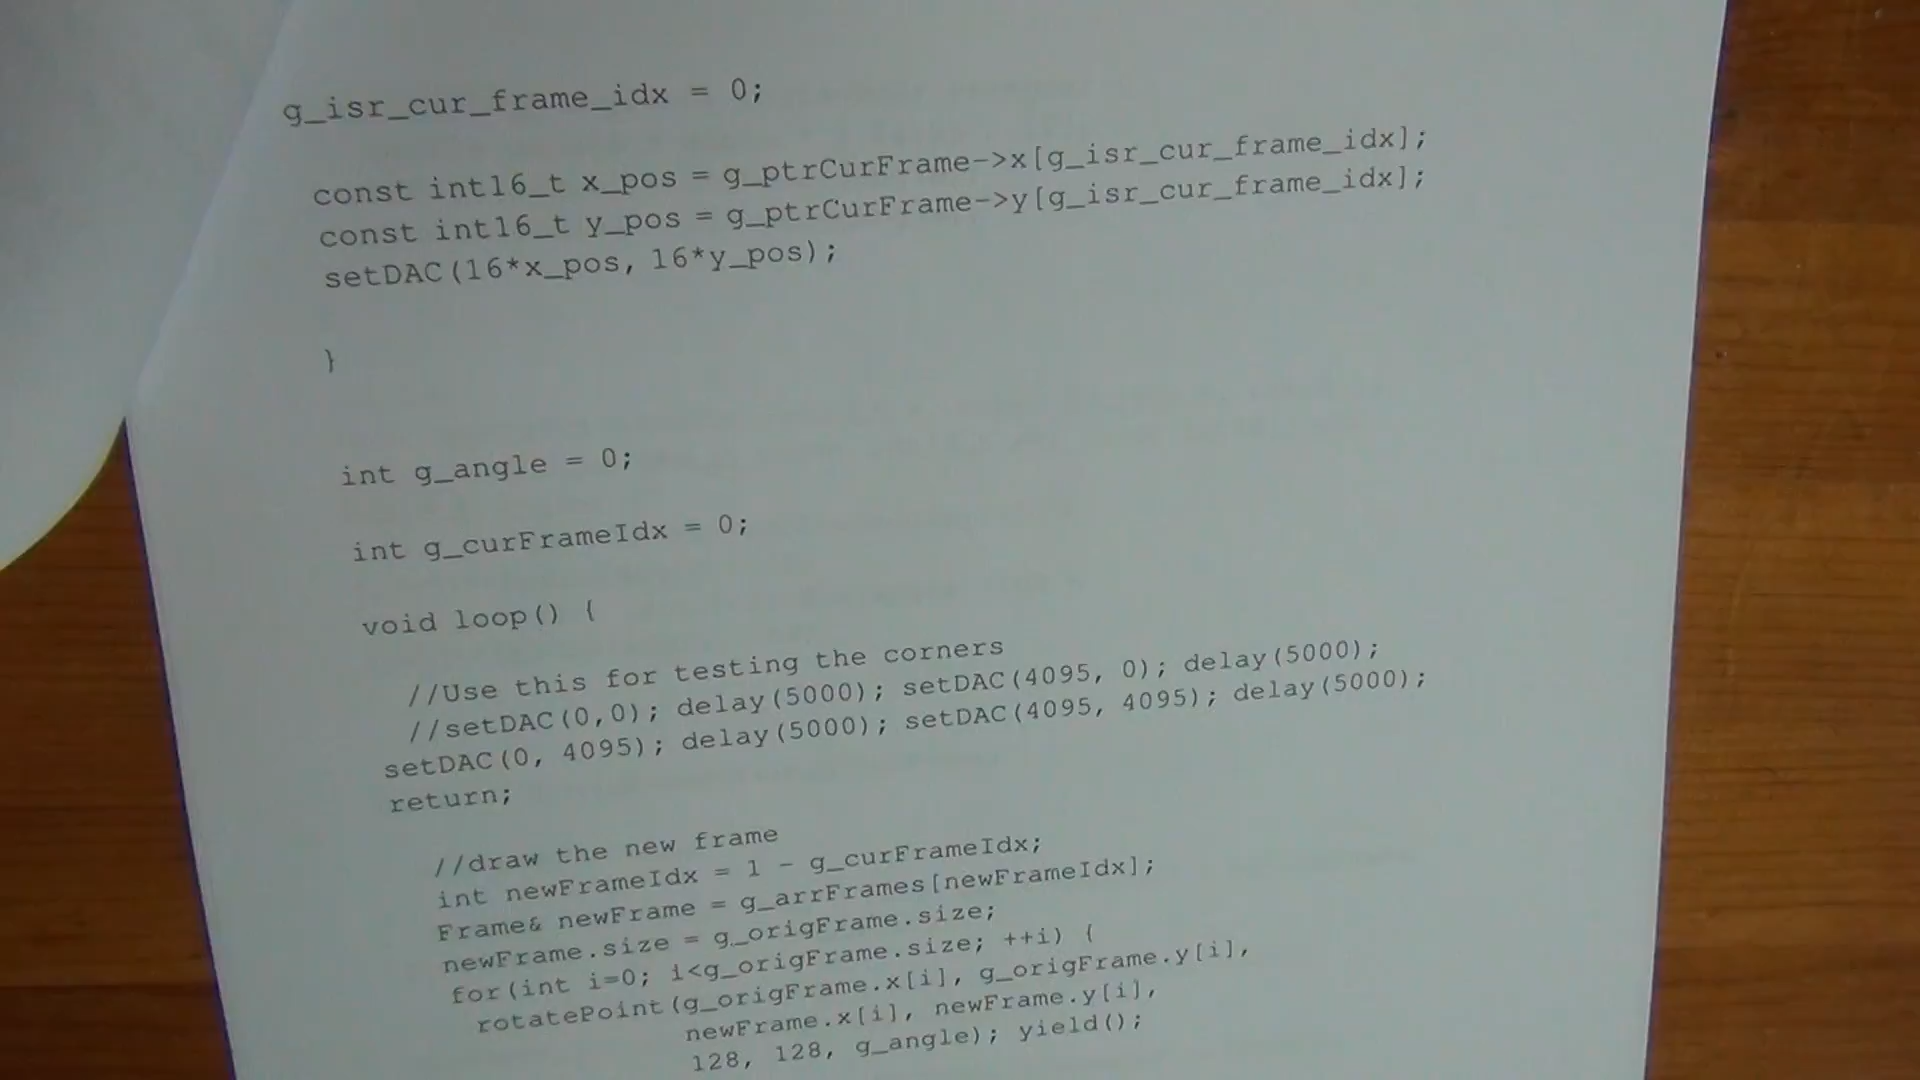 g_isr_cur_frame_idx = 0;
const int16_t x_pos = g_ptrCurFrame->x[g_isr_cur_frame_idx];
const int16_t y_pos = g_ptrCurFrame->y[g_isr_cur_frame_idx];
setDAC(16*x_pos, 16*y_pos);
}
int g_angle = 0;
int g_curFrameIdx = 0;
void loop() {
//Use this for testing the corners
//setDAC(0,0); delay(5000); setDAC(4095, 0); delay(5000);
setDAC(0, 4095); delay(5000); setDAC(4095, 4095); delay(5000);
return;
//draw the new frame
int newFrameIdx = 1 - g_curFrameIdx;
Frame& newFrame = g_arrFrames[newFrameIdx];
newFrame.size = g_origFrame.size;
for(int i=0; i<g_origFrame.size; ++i) {
rotatePoint(g_origFrame.x[i], g_origFrame.y[i],
newFrame.x[i], newFrame.y[i],
128, 128, g_angle); yield();